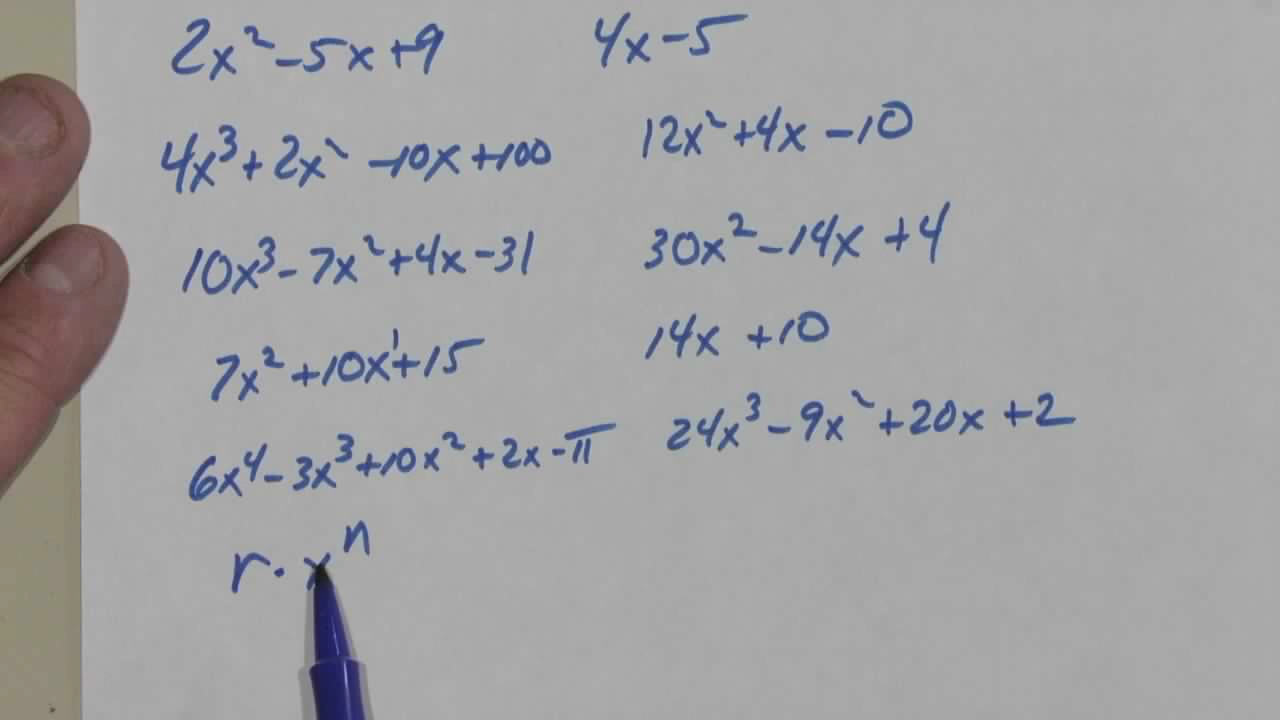 2x² - 5x + 9 4x - 5
4x³ + 2x² - 10x + 100 12x² + 4x - 10
10x³ - 7x² + 4x - 31 30x² - 14x + 4
7x² + 10x¹ + 15 14x + 10
6x⁴ - 3x³ + 10x² + 2x - π 24x³ - 9x² + 20x + 2
r · xⁿ